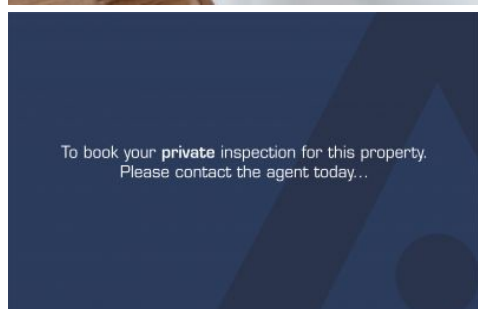 To book your private inspection for this property.
Please contact the agent today...